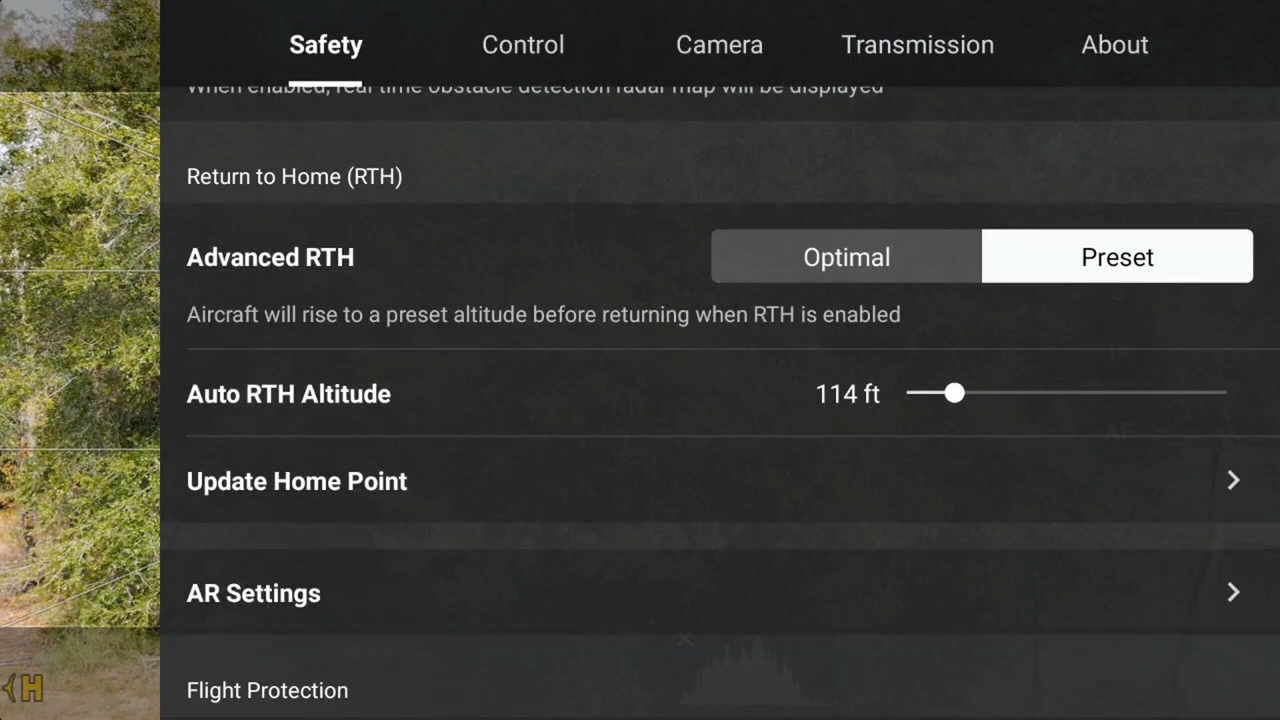 Safety Control Camera Transmission About
When enabled, real time obstacle detection radar map will be displayed
Return to Home (RTH)
Advanced RTH Optimal Preset
Aircraft will rise to a preset altitude before returning when RTH is enabled
Auto RTH Altitude 114 ft
Update Home Point
AR Settings
H
Flight Protection